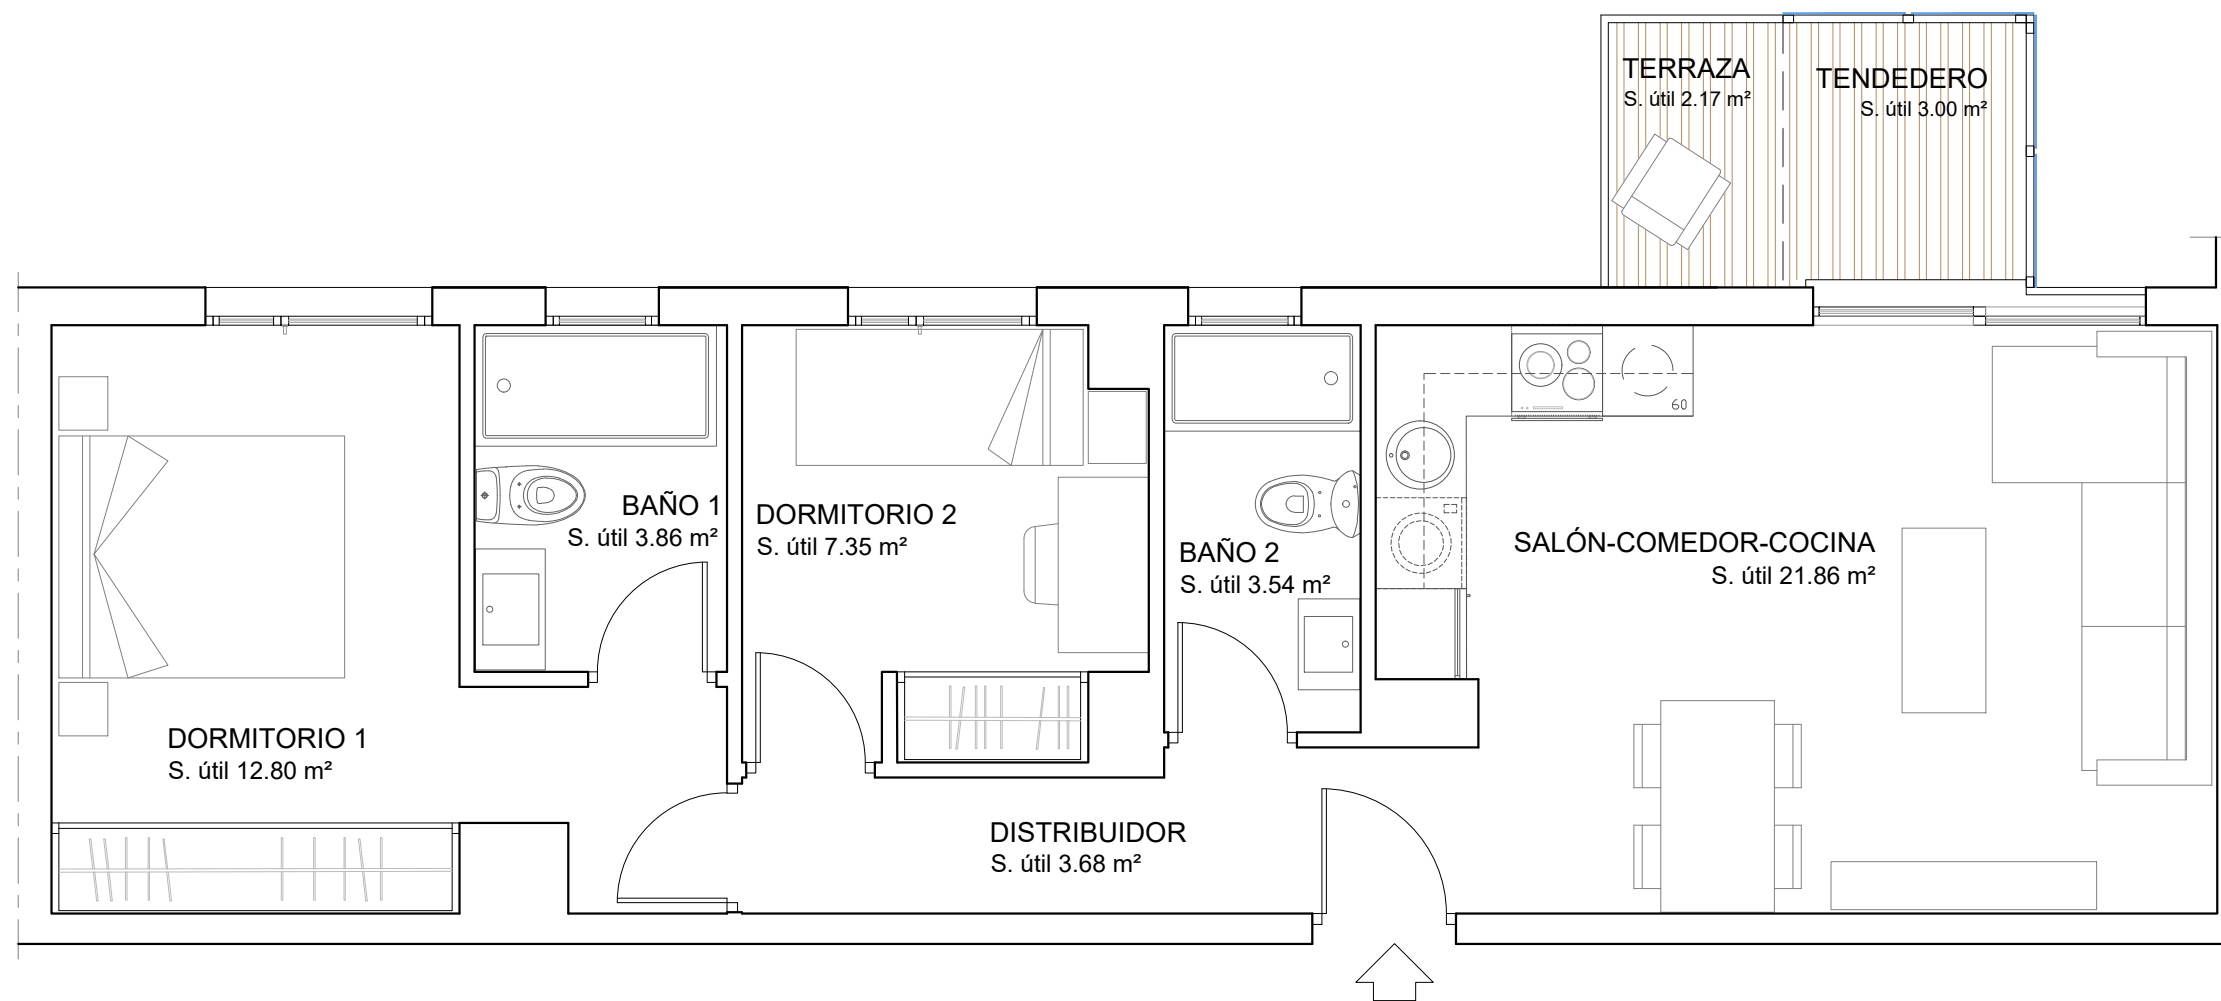 TERRAZA
S. útil 2.17 m²
TENDEDERO
S. útil 3.00 m²
60
BAÑO 1
S. útil 3.86 m²
DORMITORIO 2
S. útil 7.35 m²
BAÑO 2
S. útil 3.54 m²
SALÓN-COMEDOR-COCINA
S. útil 21.86 m²
DORMITORIO 1
S. útil 12.80 m²
DISTRIBUIDOR
S. útil 3.68 m²